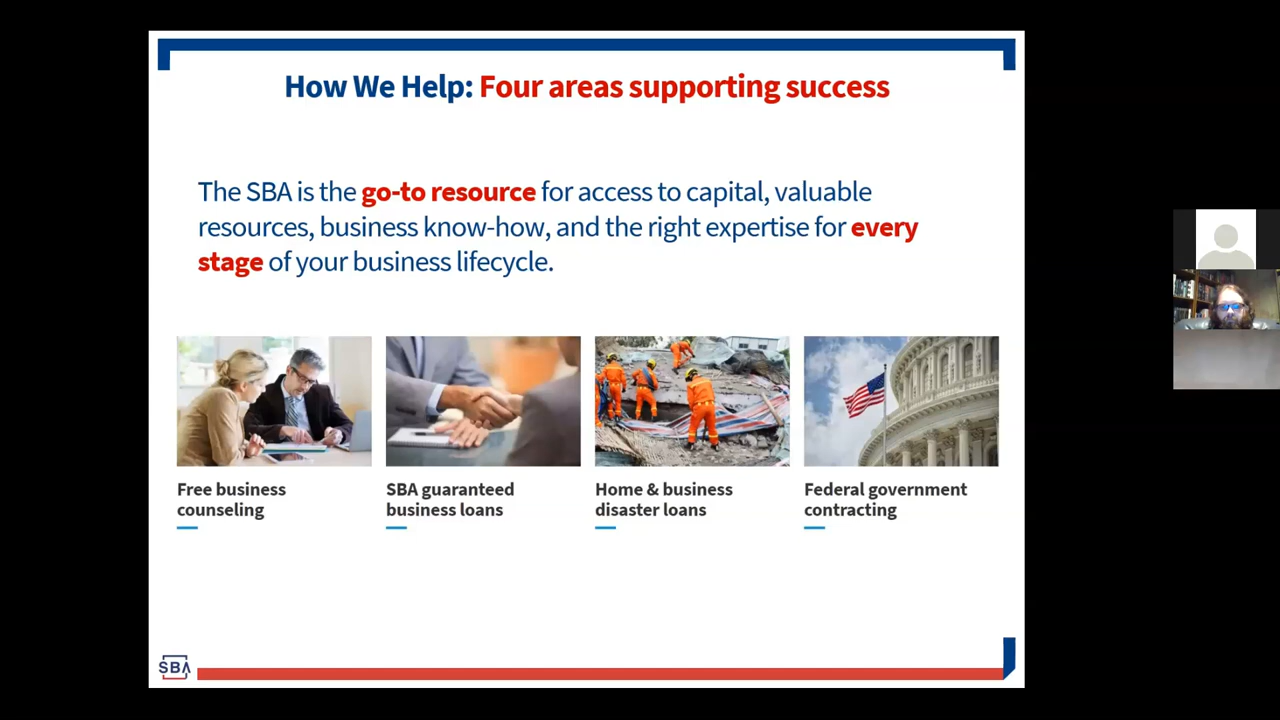 How We Help: Four areas supporting success
The SBA is the go-to resource for access to capital, valuable
resources, business know-how, and the right expertise for every
stage of your business lifecycle.
Free business
counseling
SBA guaranteed
business loans
Home & business
disaster loans
Federal government
contracting
SBA